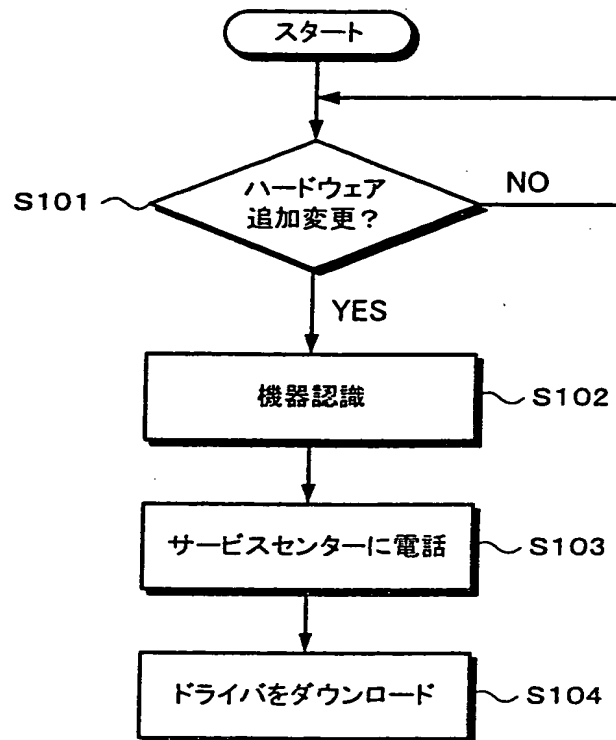 スタート
S101
ハードウェア
追加変更？
NO
YES
機器認識
S102
サービスセンターに電話
S103
ドライバをダウンロード
S104